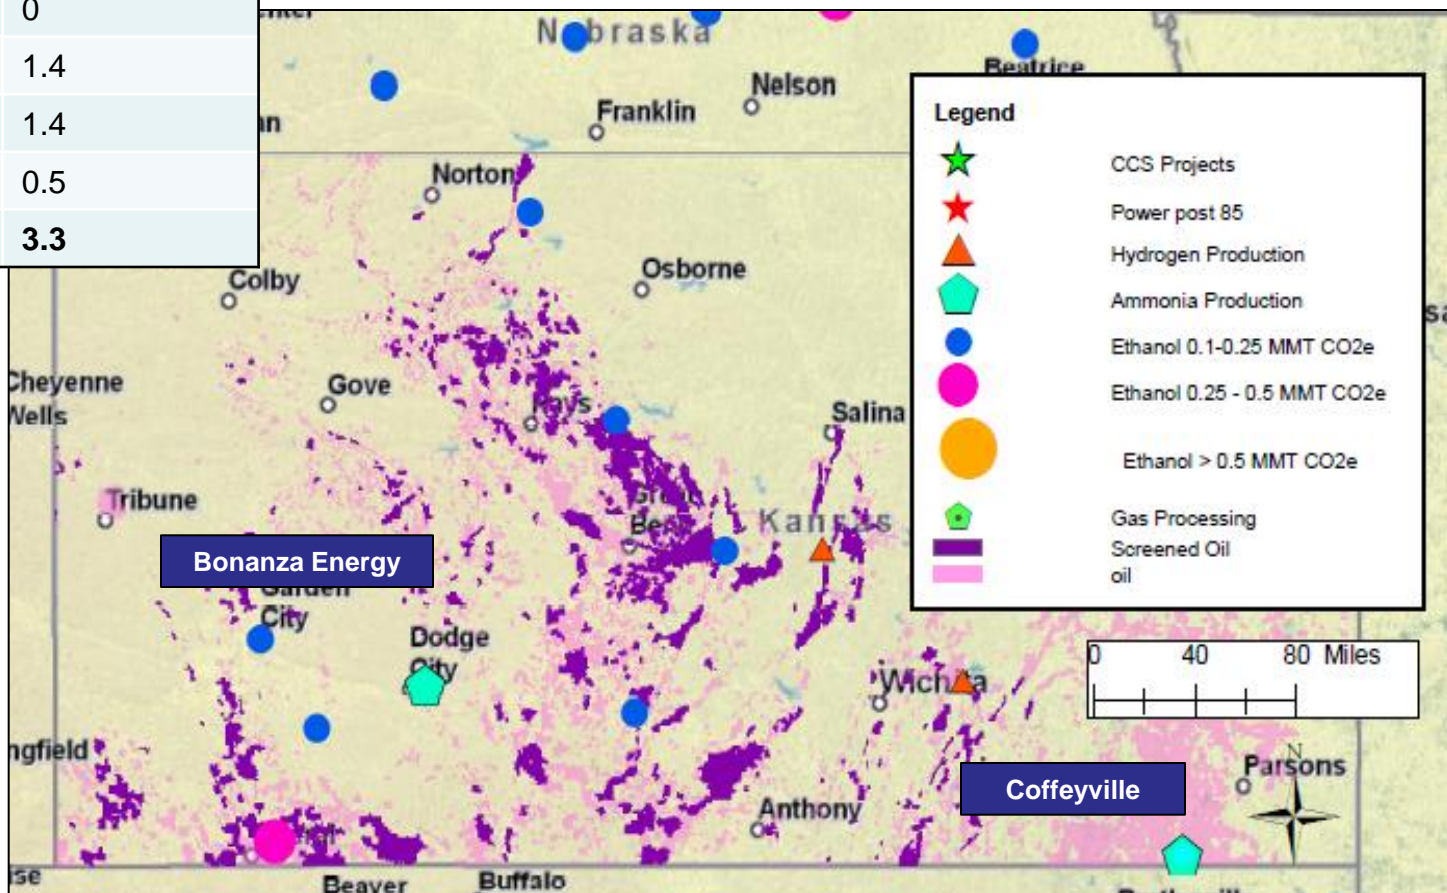 0
1.4
1.4
0.5
3.3
Nebraska
Beatrice
Nelson
Franklin
Norton
Osborne
Colby
Cheyenne
Wells
Gove
Hays
Salina
Tribune
Great
Bend
Kansas
Bonanza Energy
Garden
City
Dodge
City
Wichita
Parsons
Coffeyville
Anthony
Beaver
Buffalo
Legend
CCS Projects
Power post 85
Hydrogen Production
Ammonia Production
Ethanol 0.1-0.25 MMT CO2e
Ethanol 0.25 - 0.5 MMT CO2e
Ethanol > 0.5 MMT CO2e
Gas Processing
Screened Oil
oil
0 40 80 Miles
N